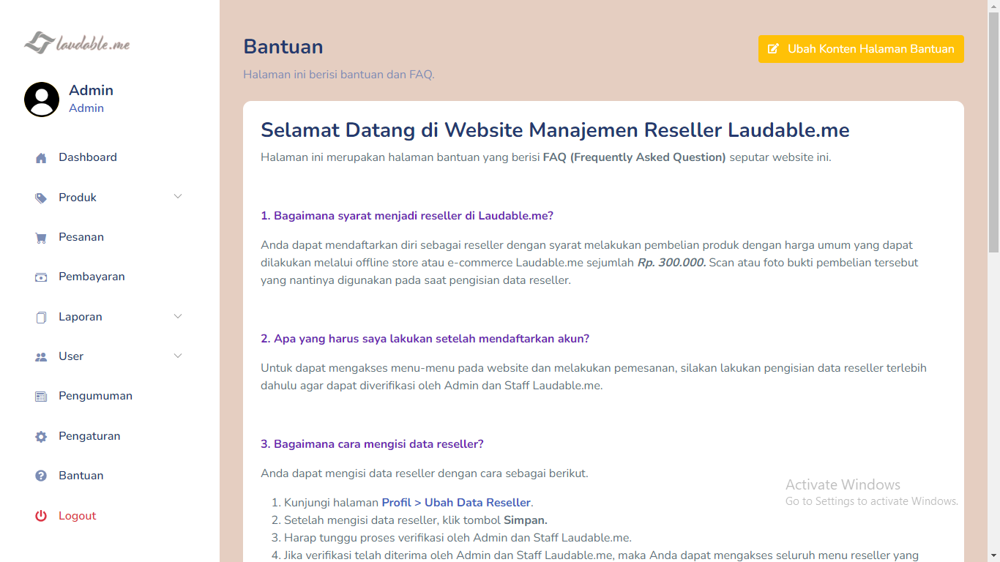 laudable.me
Admin
Admin
Dashboard
Produk
Pesanan
Pembayaran
Laporan
User
Pengumuman
Pengaturan
Bantuan
Logout
Bantuan
Halaman ini berisi bantuan dan FAQ.
Ubah Konten Halaman Bantuan
Selamat Datang di Website Manajemen Reseller Laudable.me
Halaman ini merupakan halaman bantuan yang berisi FAQ (Frequently Asked Question) seputar website ini.
1. Bagaimana syarat menjadi reseller di Laudable.me?
Anda dapat mendaftarkan diri sebagai reseller dengan syarat melakukan pembelian produk dengan harga umum yang dapat
dilakukan melalui offline store atau e-commerce Laudable.me sejumlah Rp. 300.000. Scan atau foto bukti pembelian tersebut
yang nantinya digunakan pada saat pengisian data reseller.
2. Apa yang harus saya lakukan setelah mendaftarkan akun?
Untuk dapat mengakses menu-menu pada website dan melakukan pemesanan, silakan lakukan pengisian data reseller terlebih
dahulu agar dapat diverifikasi oleh Admin dan Staff Laudable.me.
3. Bagaimana cara mengisi data reseller?
Anda dapat mengisi data reseller dengan cara sebagai berikut.
1. Kunjungi halaman Profil > Ubah Data Reseller.
2. Setelah mengisi data reseller, klik tombol Simpan.
3. Harap tunggu proses verifikasi oleh Admin dan Staff Laudable.me.
4. Jika verifikasi telah diterima oleh Admin dan Staff Laudable.me, maka Anda dapat mengakses seluruh menu reseller yang
Activate Windows
Go to Settings to activate Windows.